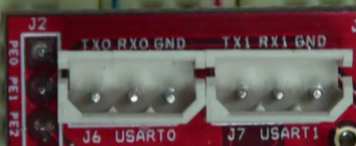 J2
TX0 RX0 GND
TX1 RX1 GND
PE0
PE1
PE2
J6 USART0
J7 USART1